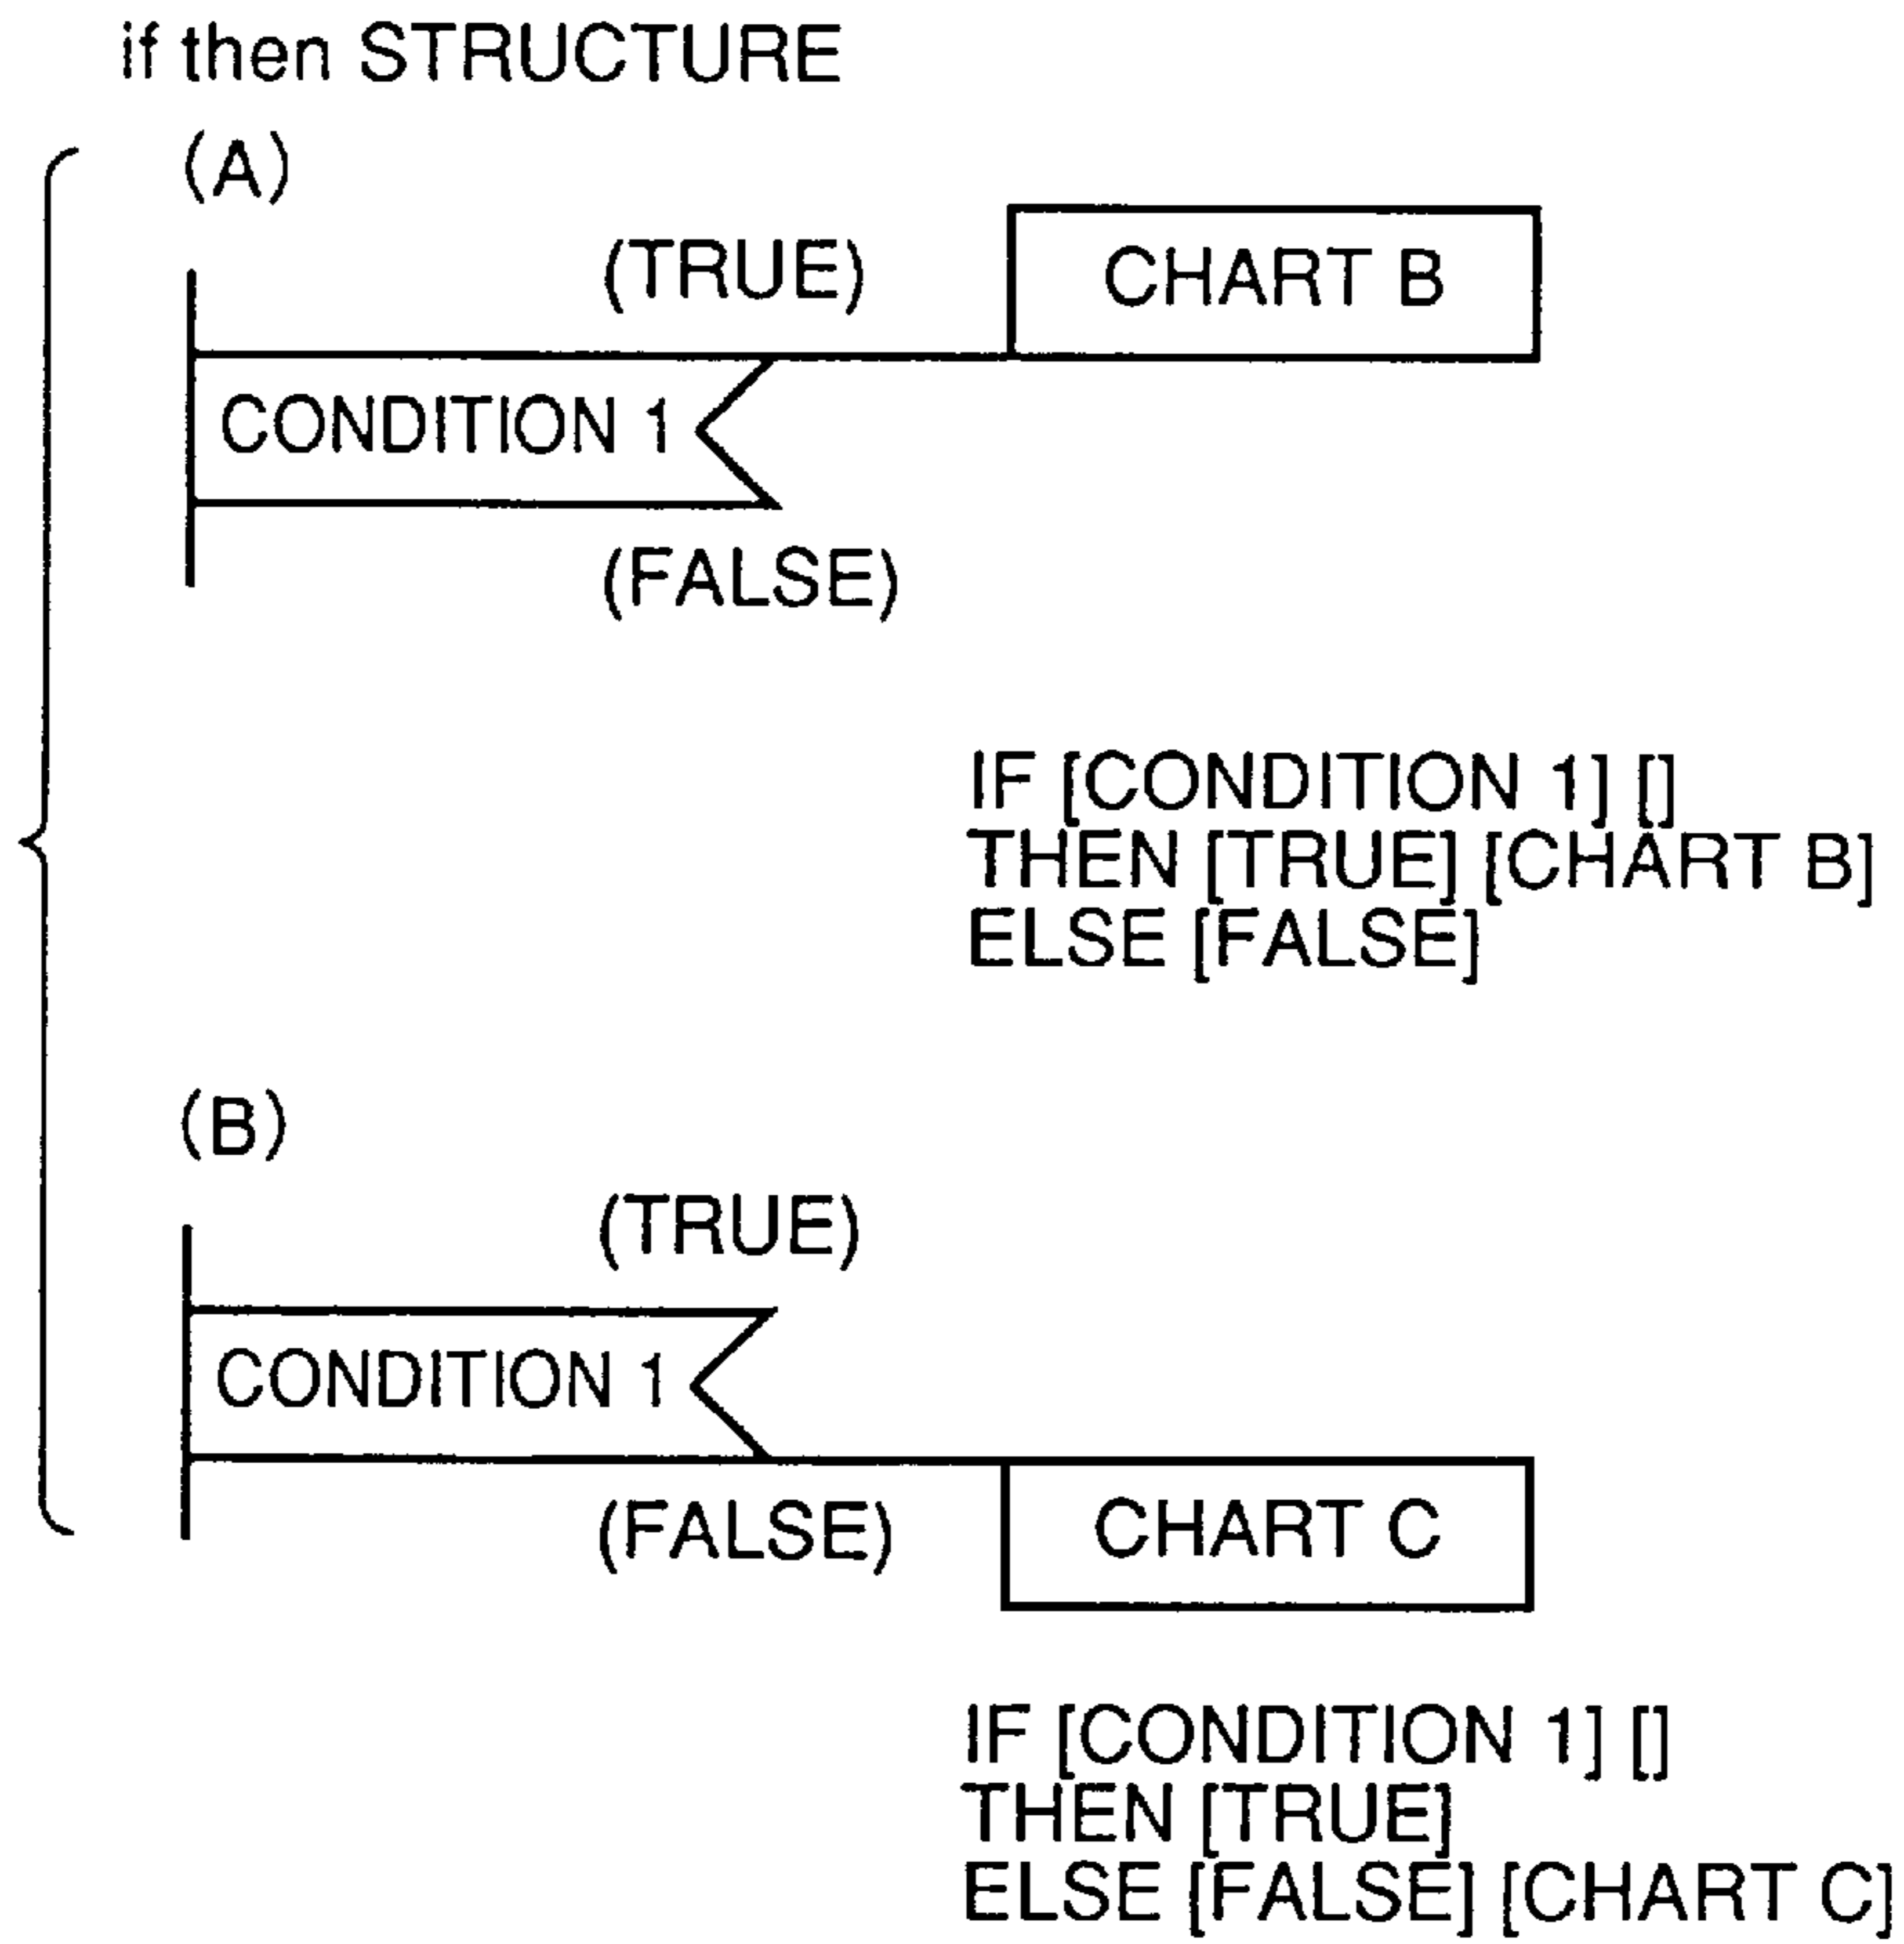 if then STRUCTURE
(A)
(TRUE)
CHART B
CONDITION 1
(FALSE)
IF [CONDITION 1] []
THEN [TRUE] [CHART B]
ELSE [FALSE]
(B)
(TRUE)
CONDITION 1
(FALSE)
CHART C
IF [CONDITION 1] []
THEN [TRUE]
ELSE [FALSE] [CHART C]